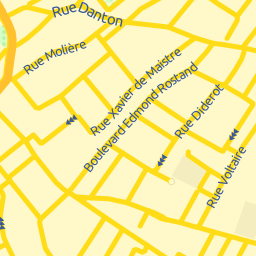 Rue Danton
Rue Molière
Rue Xavier de Maistre
Boulevard Edmond Rostand
Rue Diderot
Rue Voltaire